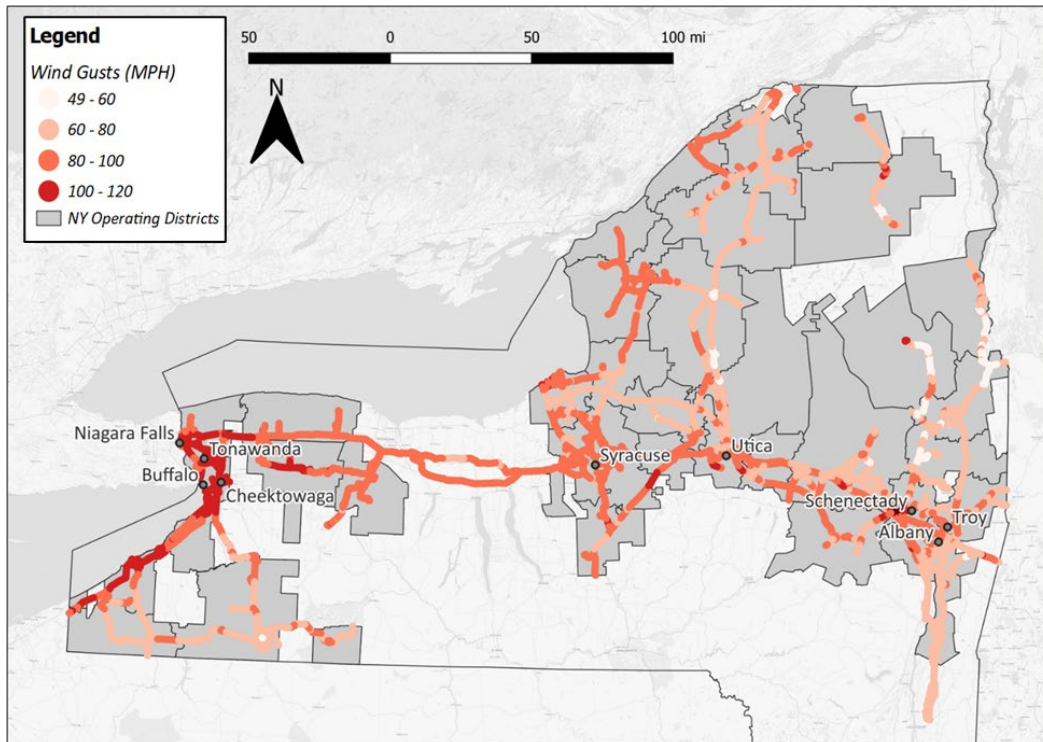 Legend
Wind Gusts (MPH)
49 - 60
60 - 80
80 - 100
100 - 120
NY Operating Districts
50 0 50 100 mi
N
Niagara Falls
Tonawanda
Buffalo
Cheektowaga
Syracuse
Utica
Schenectady
Troy
Albany